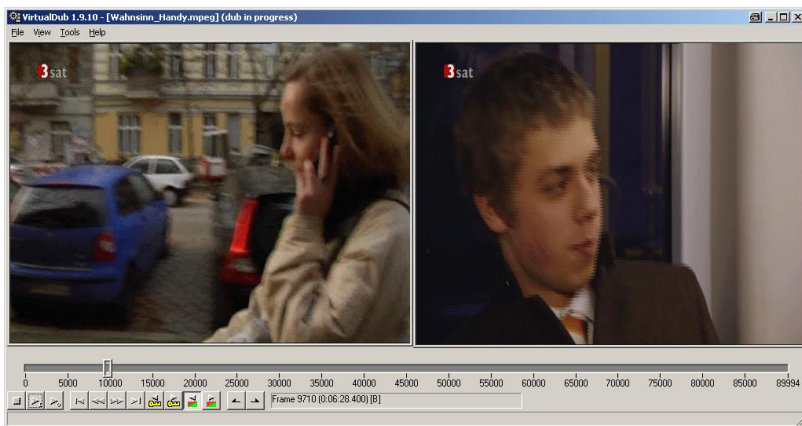 VirtualDub 1.9.10 - [Wahnsinn_Handy.mpeg] (dub in progress)
File View Tools Help
3sat
3sat
0 5000 10000 15000 20000 25000 30000 35000 40000 45000 50000 55000 60000 65000 70000 75000 80000 85000 89994
Frame 9710 (0:06:28.400) [B]